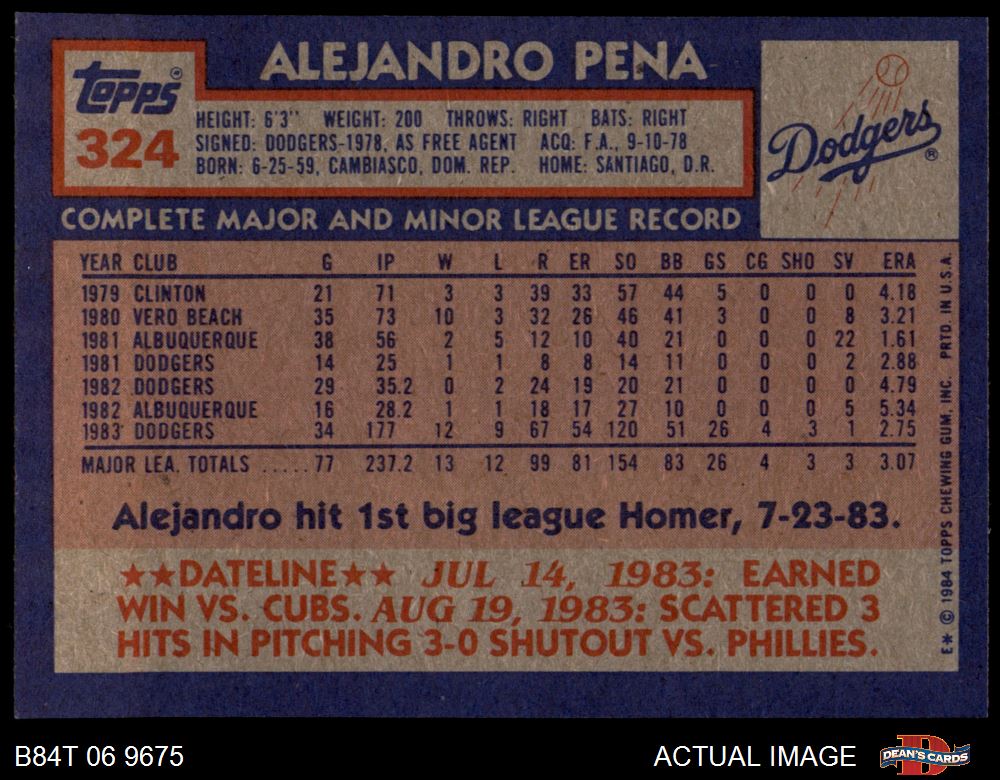 ALEJANDRO PENA
Topps®
324
HEIGHT: 6'3" WEIGHT: 200 THROWS: RIGHT BATS: RIGHT
SIGNED: DODGERS-1978, AS FREE AGENT ACQ: F.A., 9-10-78
BORN: 6-25-59, CAMBIASCO, DOM. REP. HOME: SANTIAGO, D.R.
Dodgers®
COMPLETE MAJOR AND MINOR LEAGUE RECORD
YEAR CLUB G IP W L R ER SO BB GS CG SHO SV ERA
1979 CLINTON 21 71 3 3 39 33 57 44 5 0 0 0 4.18
1980 VERO BEACH 35 73 10 3 32 26 46 41 3 0 0 8 3.21
1981 ALBUQUERQUE 38 56 2 5 12 10 40 21 0 0 0 22 1.61
1981 DODGERS 14 25 1 1 8 8 14 11 0 0 0 2 2.88
1982 DODGERS 29 35.2 0 2 24 19 20 21 0 0 0 0 4.79
1982 ALBUQUERQUE 16 28.2 1 1 18 17 27 10 0 0 0 5 5.34
1983 DODGERS 34 177 12 9 67 54 120 51 26 4 3 1 2.75
MAJOR LEA. TOTALS ..... 77 237.2 13 12 99 81 154 83 26 4 3 3 3.07
Alejandro hit 1st big league Homer, 7-23-83.
★★DATELINE★★ JUL 14, 1983: EARNED
WIN VS. CUBS. AUG 19, 1983: SCATTERED 3
HITS IN PITCHING 3-0 SHUTOUT VS. PHILLIES.
E* © 1984 TOPPS CHEWING GUM, INC. PRTD. IN U.S.A.
B84T 06 9675
ACTUAL IMAGE
DEAN'S CARDS